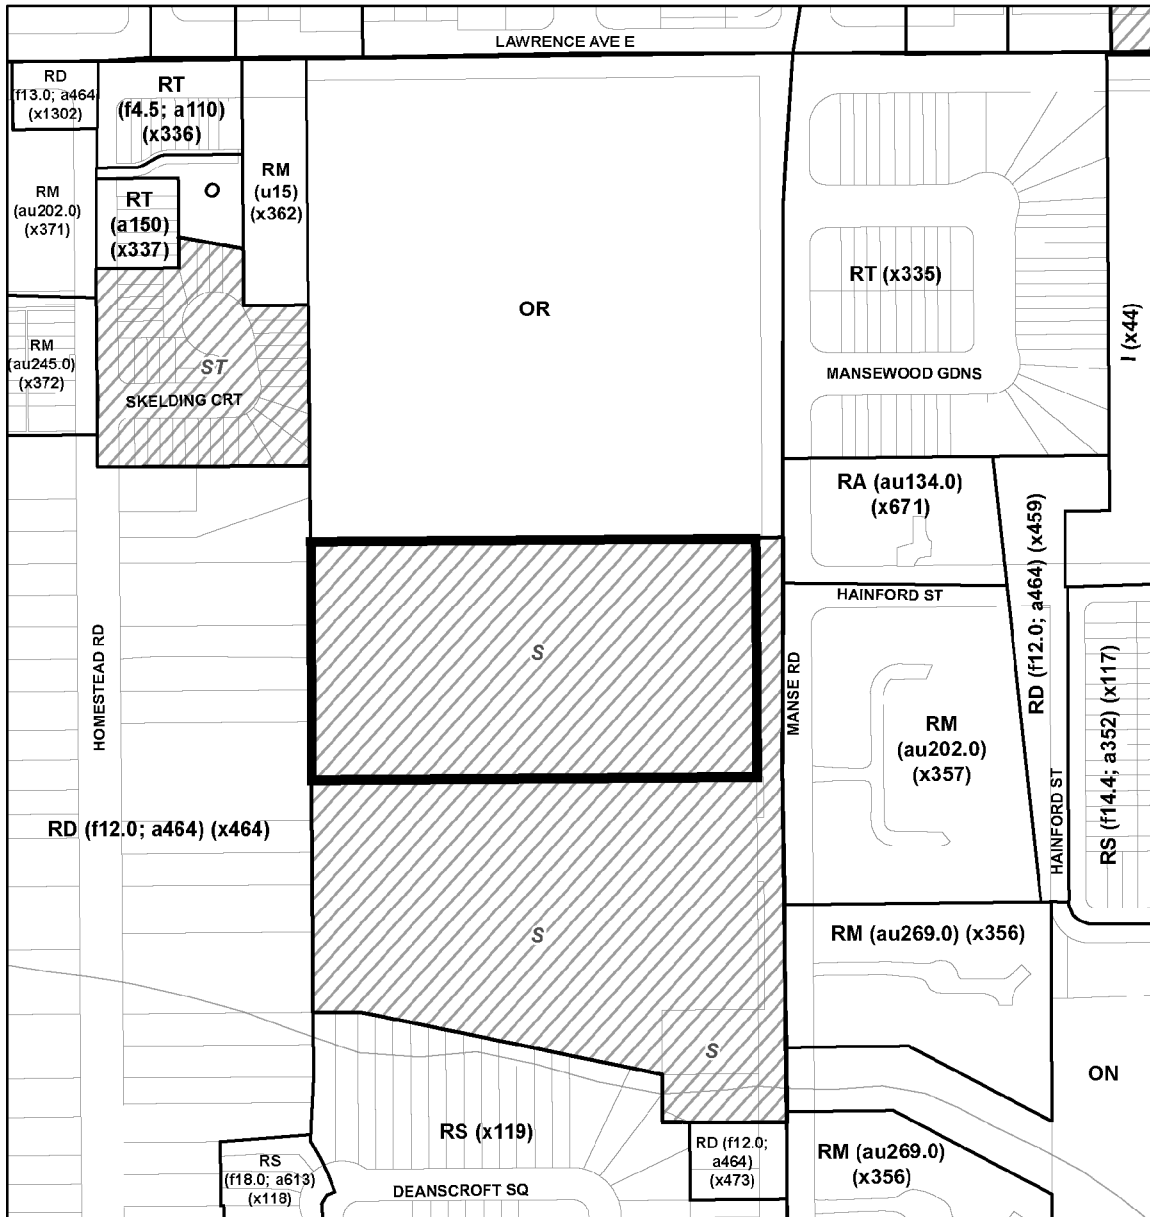 LAWRENCE AVE E
RD
(f13.0; a464)
(x1302)
RT
(f4.5; a110)
(x336)
RM
(u15)
(x362)
RM
(au202.0)
(x371)
RT
(a150)
(x337)
O
OR
RT (x335)
I (x44)
RM
(au245.0)
(x372)
ST
SKELDING CRT
MANSEWOOD GDNS
RA (au134.0)
(x671)
RD (f12.0; a464) (x459)
HAINFORD ST
HOMESTEAD RD
S
MANSE RD
RM
(au202.0)
(x357)
HAINFORD ST
RS (f14.4; a352) (x117)
RD (f12.0; a464) (x464)
S
RM (au269.0) (x356)
S
ON
RS (x119)
RD (f12.0;
a464)
(x473)
RM (au269.0)
(x356)
RS
(f18.0; a613)
(x118)
DEANSCROFT SQ